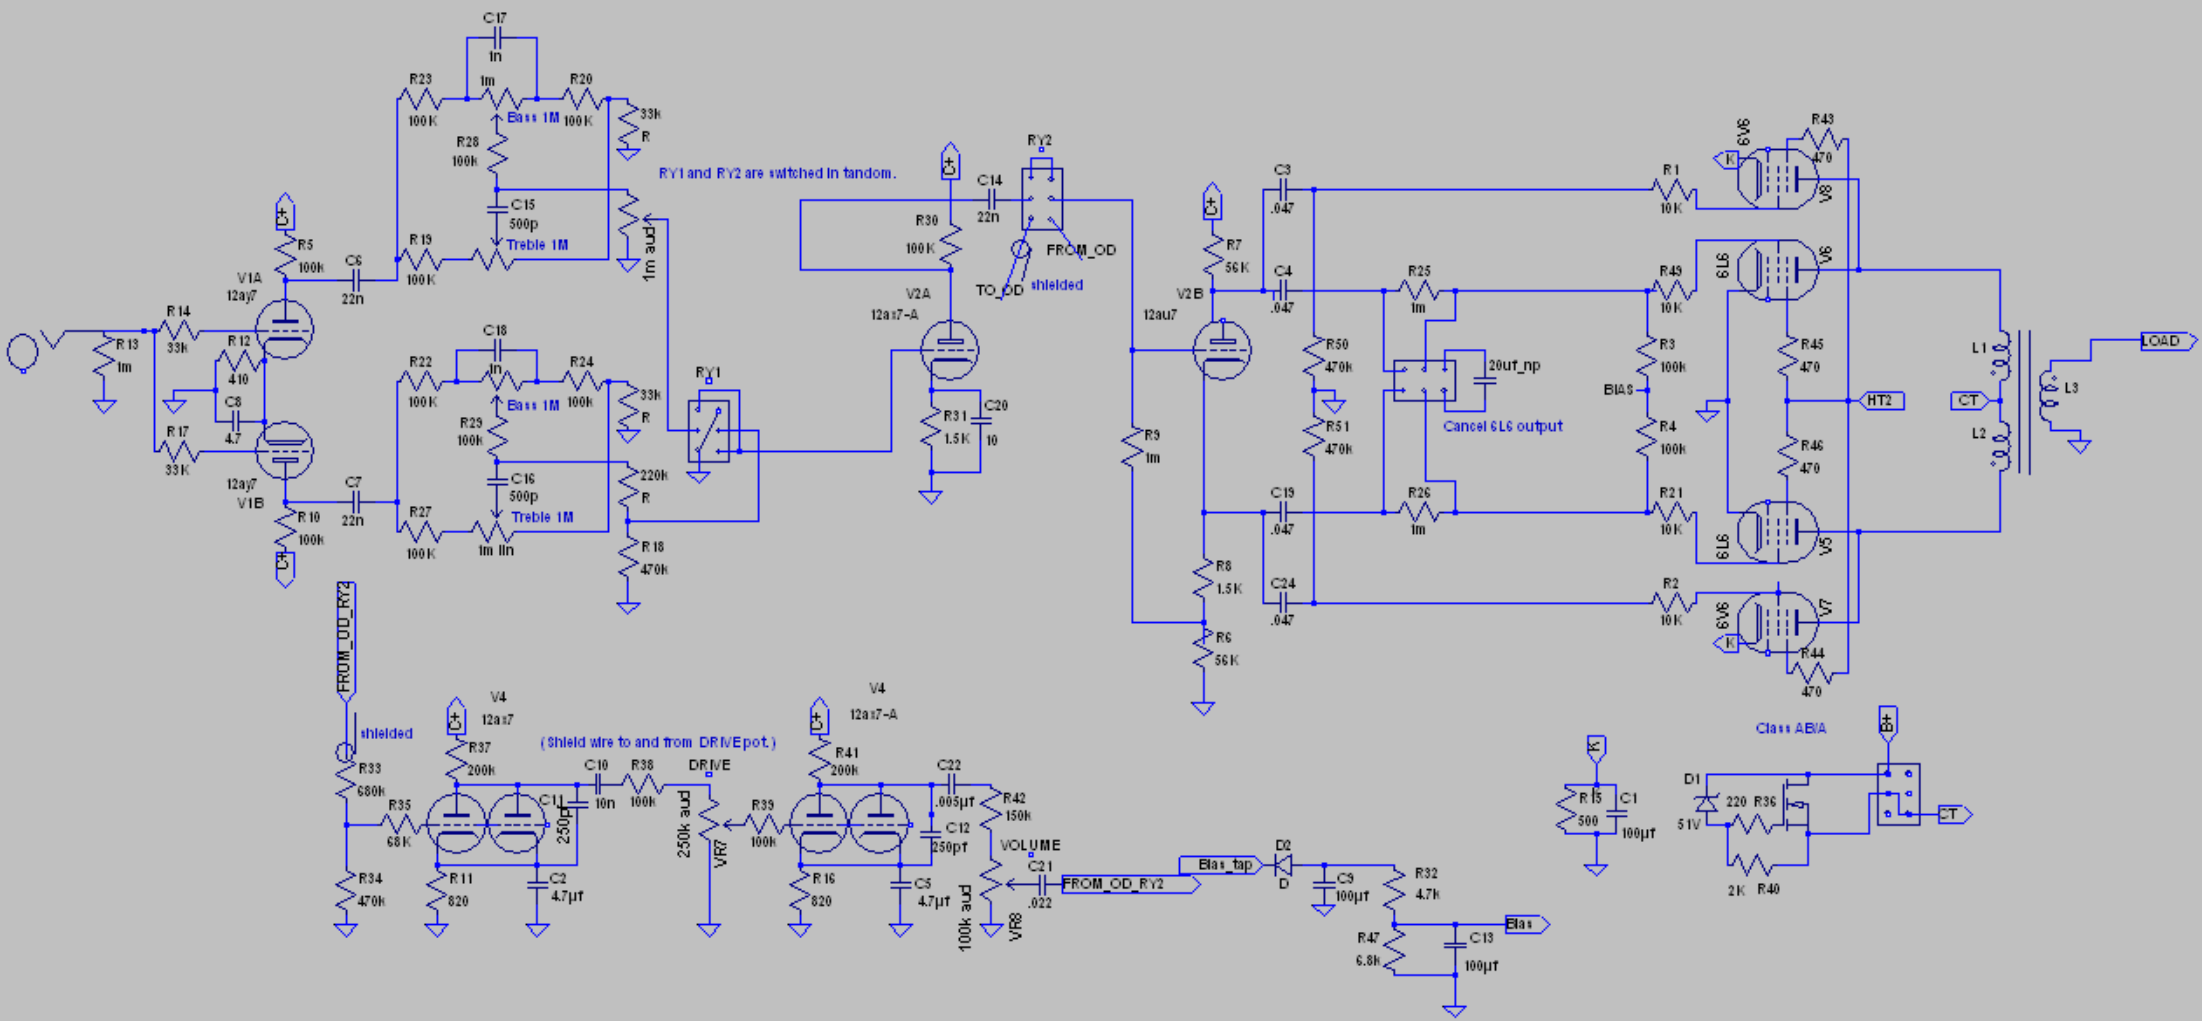 C17
1n
1m
R23
100K
Bass 1M
R20
100K
33k
R
R28
100k
C15
500p
Treble 1M
R19
100K
1m aud
C+
R5
100k
V1A
12ay7
C6
22n
R14
33k
R13
1m
R12
410
C8
4.7
R17
33K
12ay7
V1B
R10
100k
C+
C7
22n
C18
1n
R22
100K
Bass 1M
R24
100k
33k
R
R29
100k
C16
500p
Treble 1M
R27
100K
1m lin
220k
R
R18
470k
RY1 and RY2 are switched in tandom.
RY1
C+
R30
100K
V2A
12ax7-A
R31
1.5K
C20
10
C14
22n
RY2
TO_OD
shielded
FROM_OD
R9
1m
C+
R7
56K
V2B
12au7
R8
1.5K
R6
56K
C3
.047
C4
.047
C19
.047
C24
.047
R50
470k
R51
470k
R25
1m
R26
1m
20uf_np
Cancel 6L6 output
R1
10K
R49
10K
R3
100k
BIAS
R4
100k
R21
10K
R2
10K
6V6
K
V8
R43
470
6L6
V6
R45
470
R46
470
6L6
V5
6V6
K
V7
R44
470
HT2
CT
L1
L2
L3
LOAD
FROM_OD_RY2
shielded
R33
680k
R34
470k
R35
68K
V4
12ax7
C+
R37
200k
R11
820
C2
4.7µf
C11
250pf
C10
10n
R38
100k
(Shield wire to and from DRIVE pot.)
DRIVE
250k aud
VR7
R39
100k
V4
12ax7-A
C+
R41
200k
R16
820
C5
4.7µf
C12
250pf
C22
.005µf
R42
150k
VOLUME
100k aud
VR8
C21
.022
FROM_OD_RY2
Bias_tap
D2
D
C9
100µf
R32
4.7k
R47
6.8k
C13
100µf
Bias
K
R15
500
C1
100µf
Class AB/A
D1
51V
220
R36
2K
R40
B+
CT